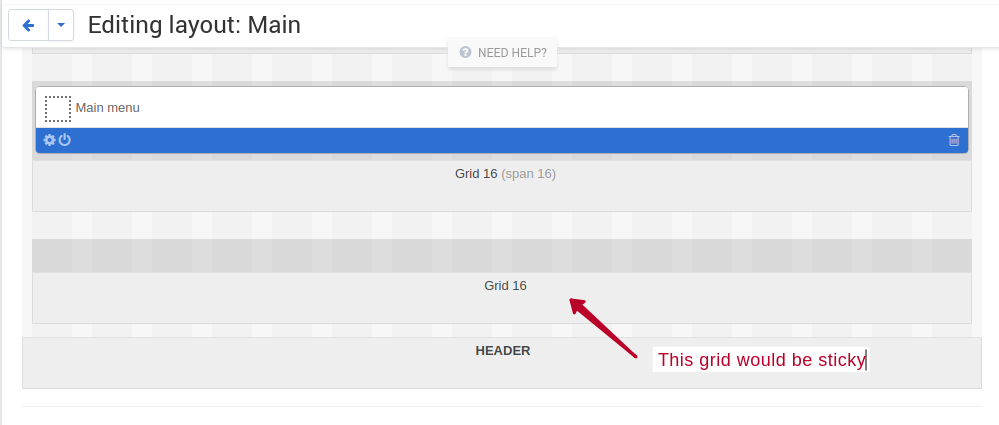 Editing layout: Main
NEED HELP?
Main menu
Grid 16 (span 16)
Grid 16
HEADER
This grid would be sticky